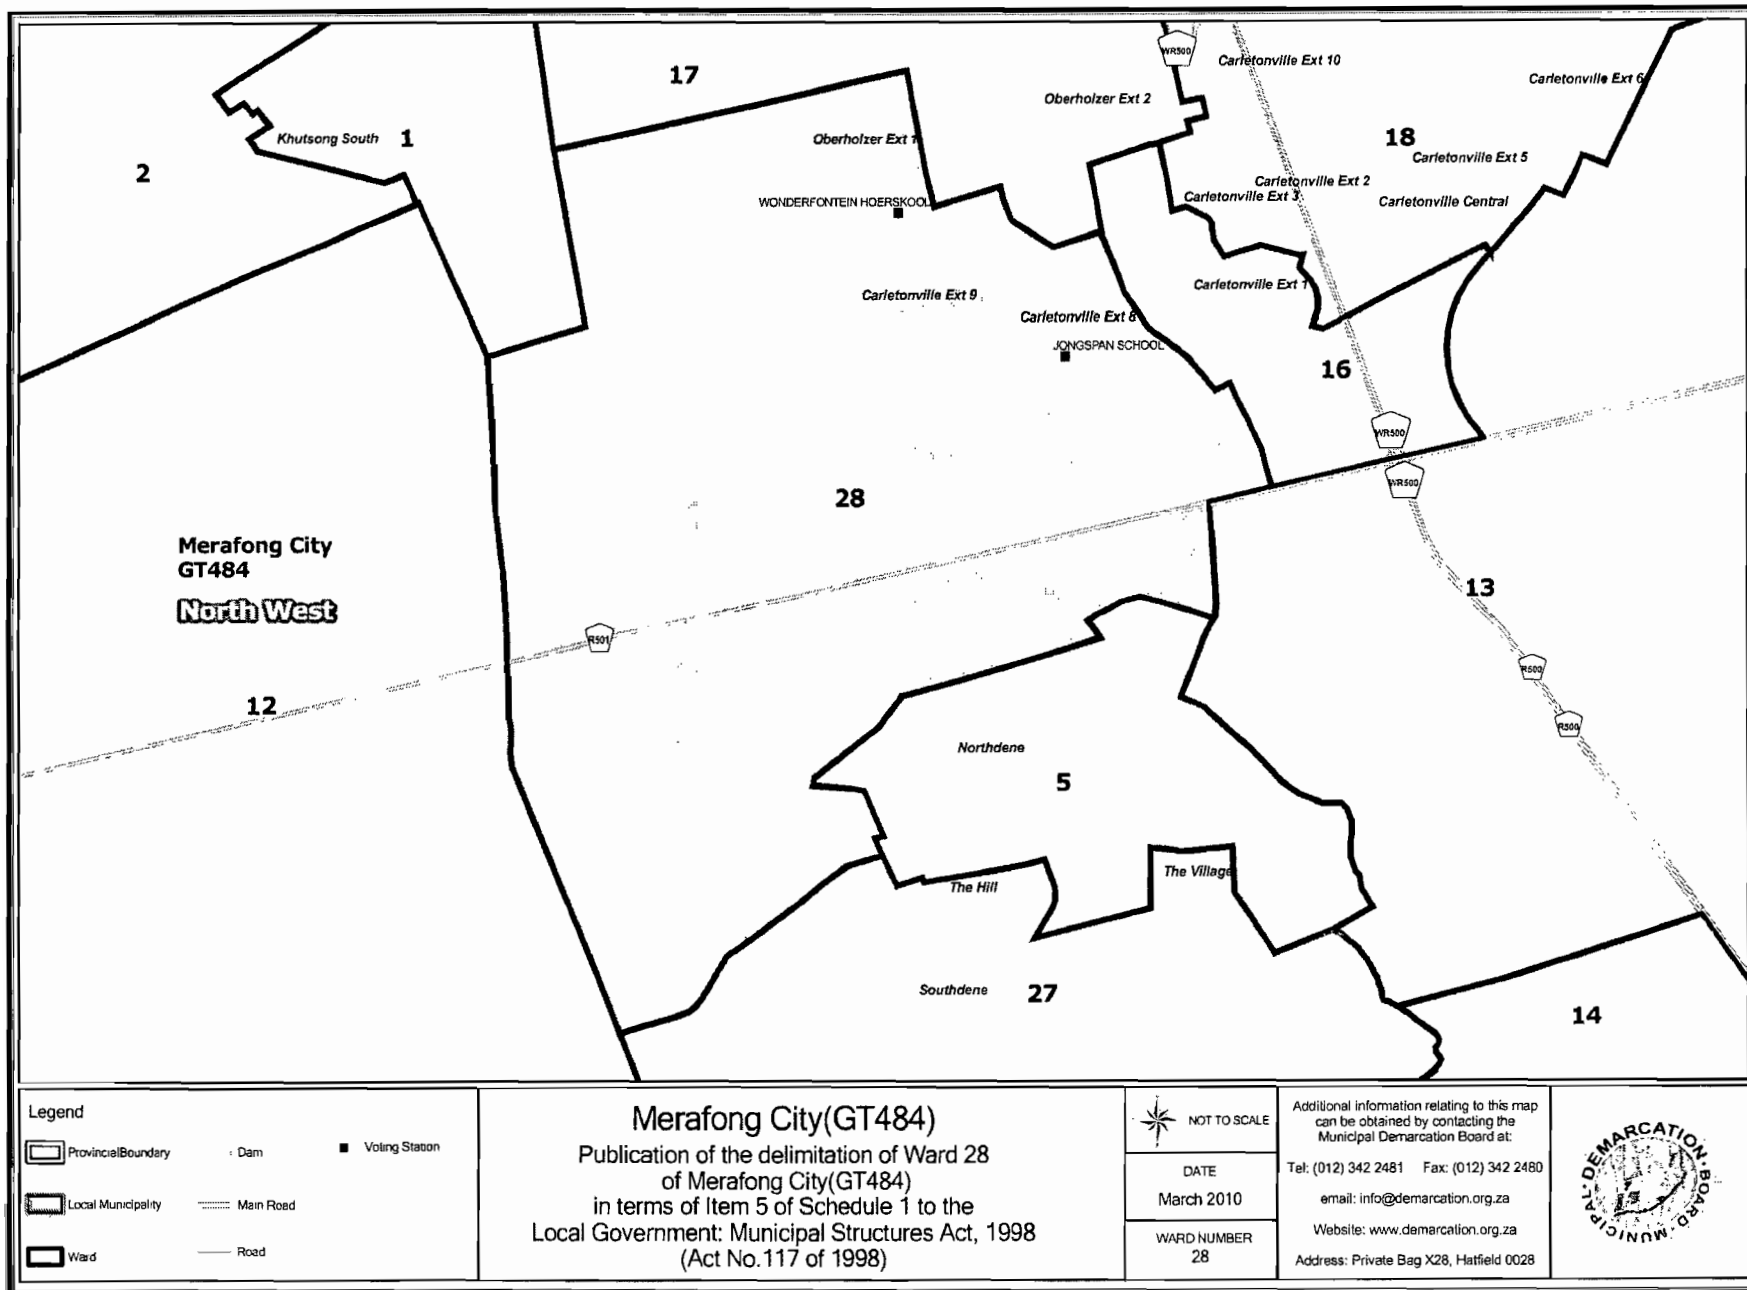 WR500
Carletonville Ext 10
17
Carletonville Ext 6
Oberholzer Ext 2
Khutsong South
1
Oberholzer Ext 1
18
Carletonville Ext 5
2
Carletonville Ext 2
Carletonville Ext 3
Carletonville Central
WONDERFONTEIN HOERSKOOL
Carletonville Ext 1
Carletonville Ext 9
Carletonville Ext 8
JONGSPAN SCHOOL
16
WR500
WR500
28
Merafong City
GT484
North West
13
R501
R500
12
R500
Northdene
5
The Village
The Hill
Southdene
27
14
Legend
ProvincialBoundary
Dam
Voting Station
Local Municipality
Main Road
Ward
Road
Merafong City(GT484)
Publication of the delimitation of Ward 28
of Merafong City(GT484)
in terms of Item 5 of Schedule 1 to the
Local Government: Municipal Structures Act, 1998
(Act No.117 of 1998)
NOT TO SCALE
DATE
March 2010
WARD NUMBER
28
Additional information relating to this map
can be obtained by contacting the
Municipal Demarcation Board at:
Tel: (012) 342 2481 Fax: (012) 342 2480
email: info@demarcation.org.za
Website: www.demarcation.org.za
Address: Private Bag X28, Hatfield 0028
MUNICIPAL · DEMARCATION · BOARD